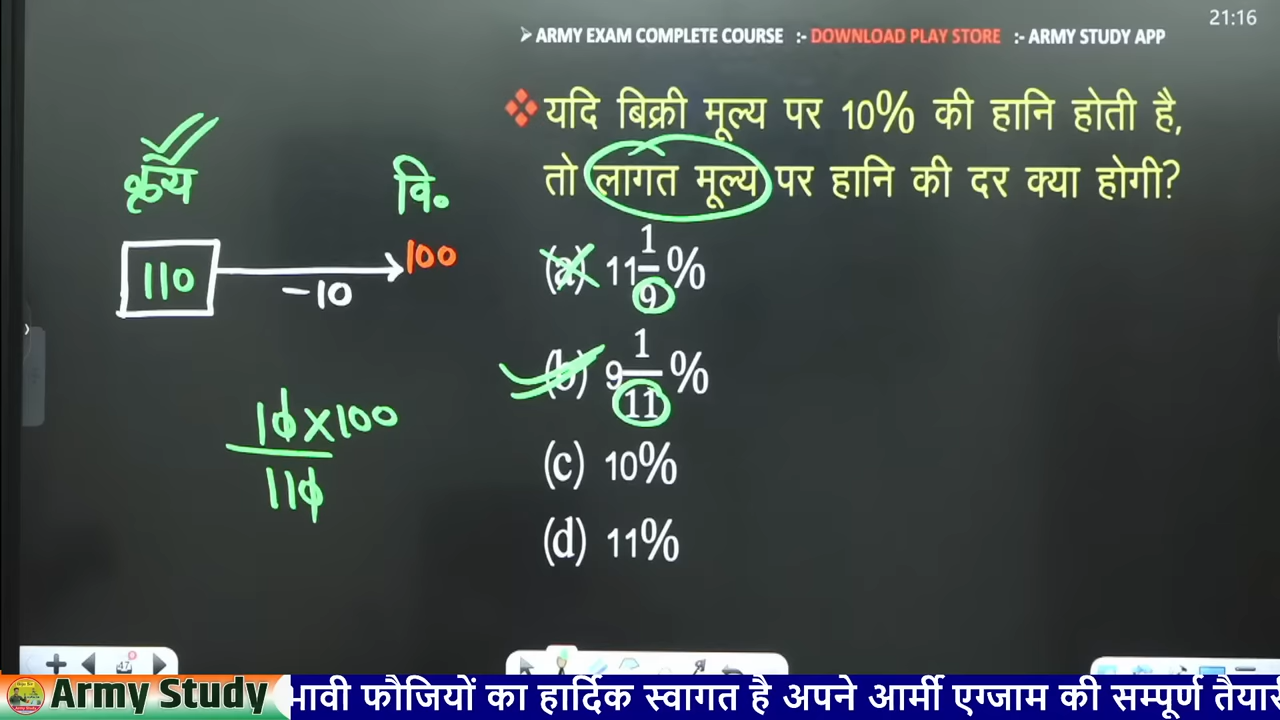 21:16
➢ ARMY EXAM COMPLETE COURSE :- DOWNLOAD PLAY STORE :- ARMY STUDY APP
❖ यदि बिक्री मूल्य पर 10% की हानि होती है,
तो लागत मूल्य पर हानि की दर क्या होगी?
(a) 11 1/9 %
(b) 9 1/11 %
(c) 10%
(d) 11%
क्रय वि.
110 -10 100
10×100
110
47
Army Study
भावी फौजियों का हार्दिक स्वागत है अपने आर्मी एग्जाम की सम्पूर्ण